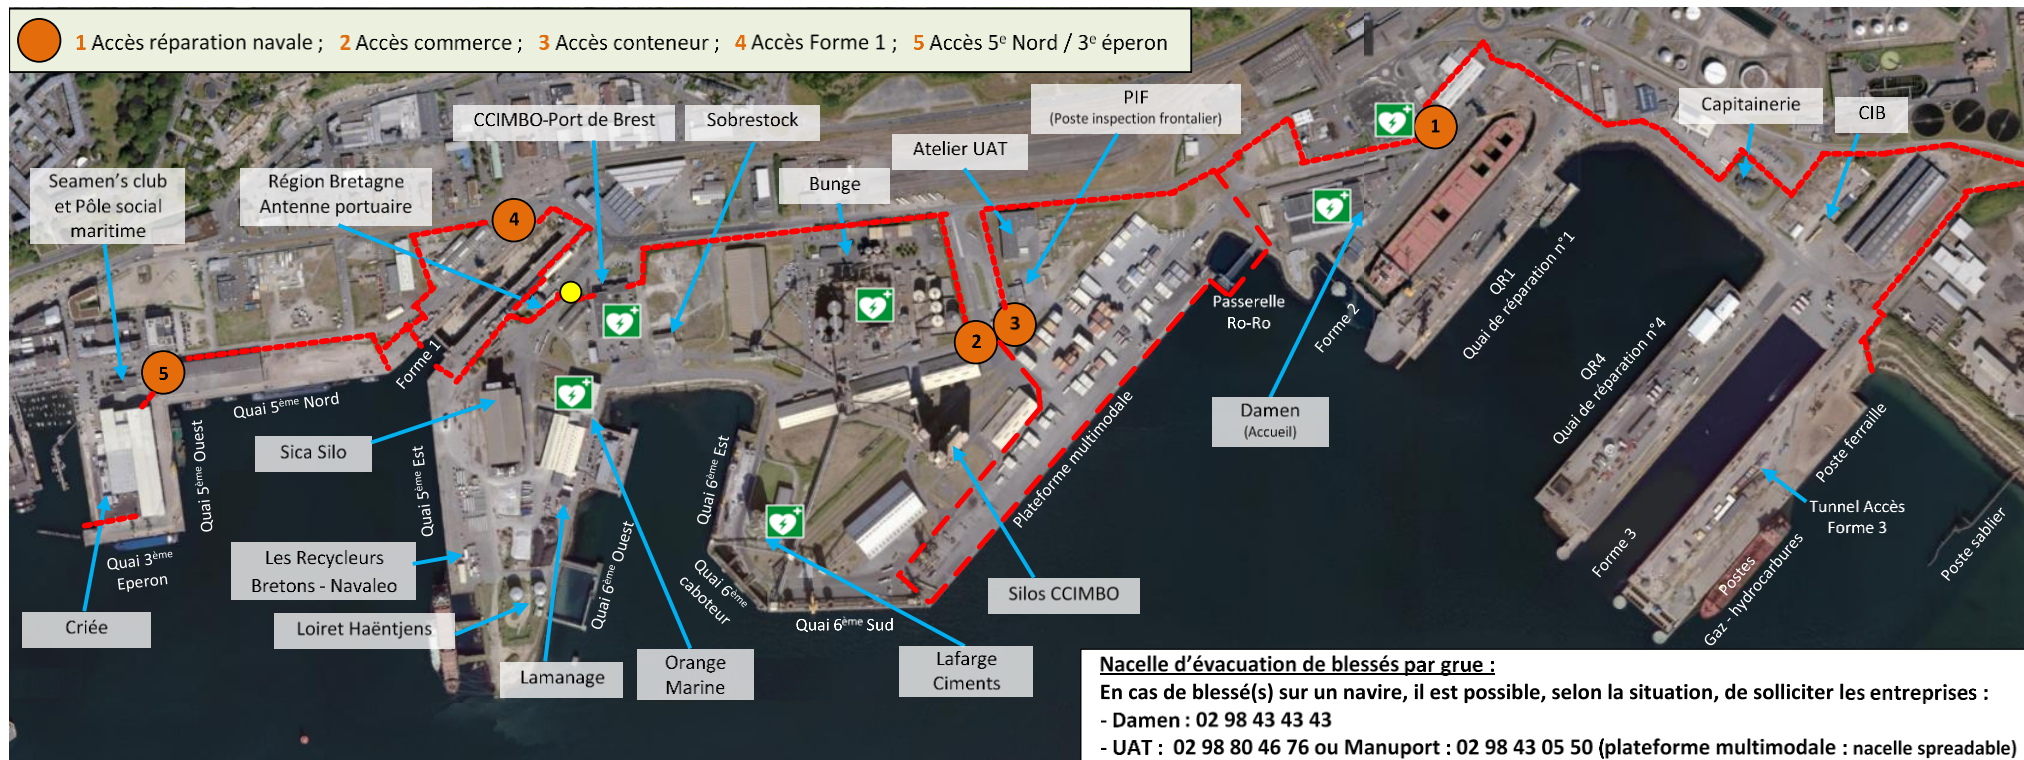 1 Accès réparation navale ; 2 Accès commerce ; 3 Accès conteneur ; 4 Accès Forme 1 ; 5 Accès 5e Nord / 3e éperon
CCIMBO-Port de Brest
Sobrestock
PIF
(Poste inspection frontalier)
Capitainerie
CIB
Atelier UAT
Bunge
Seamen's club
et Pôle social
maritime
Région Bretagne
Antenne portuaire
1
4
3
2
5
Passerelle
Ro-Ro
Forme 2
QR1
Quai de réparation n°1
QR4
Quai de réparation n°4
Forme 1
Quai 5ème Nord
Quai 5ème Ouest
Quai 5ème Est
Sica Silo
Damen
(Accueil)
Plateforme multimodale
Quai 6ème Est
Poste ferraille
Tunnel Accès
Forme 3
Forme 3
Poste sablier
Postes
Gaz - hydrocarbures
Quai 3ème
Eperon
Les Recycleurs
Bretons - Navaleo
Quai 6ème Ouest
Quai 6ème
caboteur
Quai 6ème Sud
Silos CCIMBO
Criée
Loiret Haëntjens
Lamanage
Orange
Marine
Lafarge
Ciments
Nacelle d'évacuation de blessés par grue :
En cas de blessé(s) sur un navire, il est possible, selon la situation, de solliciter les entreprises :
- Damen : 02 98 43 43 43
- UAT : 02 98 80 46 76 ou Manuport : 02 98 43 05 50 (plateforme multimodale : nacelle spreadable)